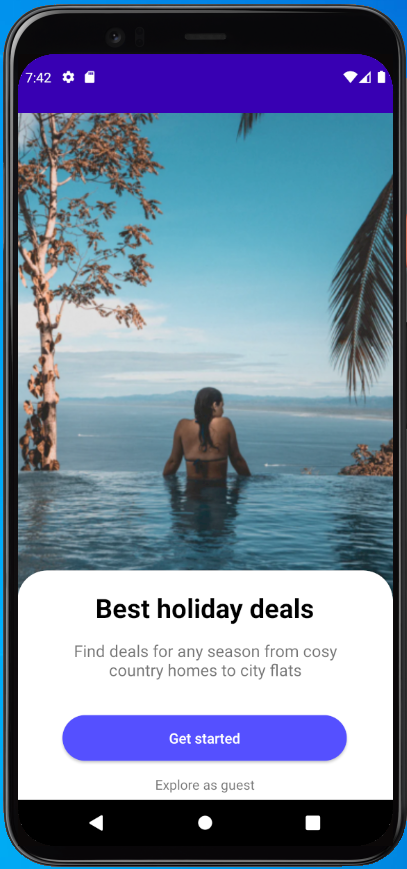 7:42
Best holiday deals
Find deals for any season from cosy
country homes to city flats
Get started
Explore as guest